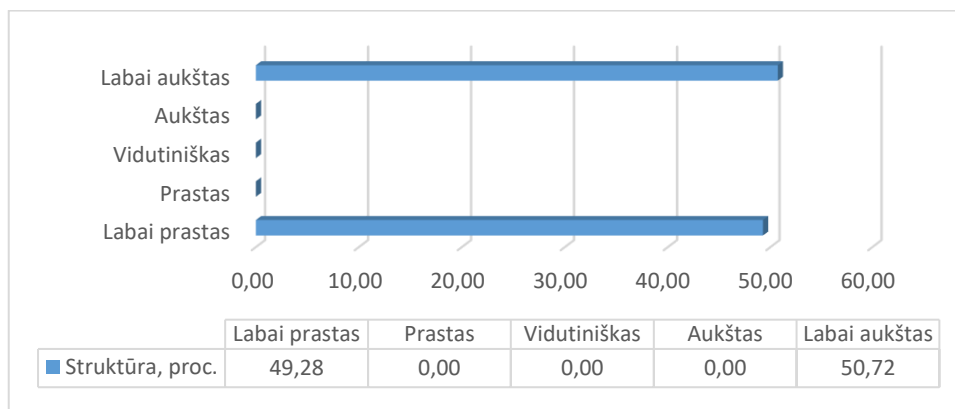 Labai aukštas
Aukštas
Vidutiniškas
Prastas
Labai prastas
0,00 10,00 20,00 30,00 40,00 50,00 60,00
Labai prastas Prastas Vidutiniškas Aukštas Labai aukštas
Struktūra, proc. 49,28 0,00 0,00 0,00 50,72